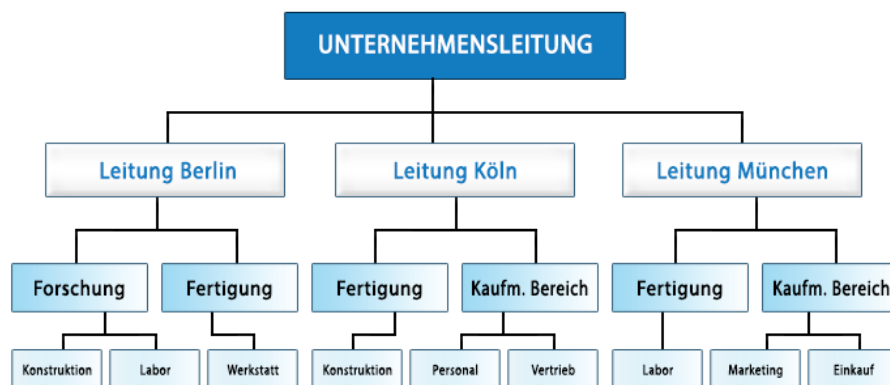 UNTERNEHMENSLEITUNG
Leitung Berlin
Leitung Köln
Leitung München
Forschung
Fertigung
Fertigung
Kaufm. Bereich
Fertigung
Kaufm. Bereich
Konstruktion
Labor
Werkstatt
Konstruktion
Personal
Vertrieb
Labor
Marketing
Einkauf